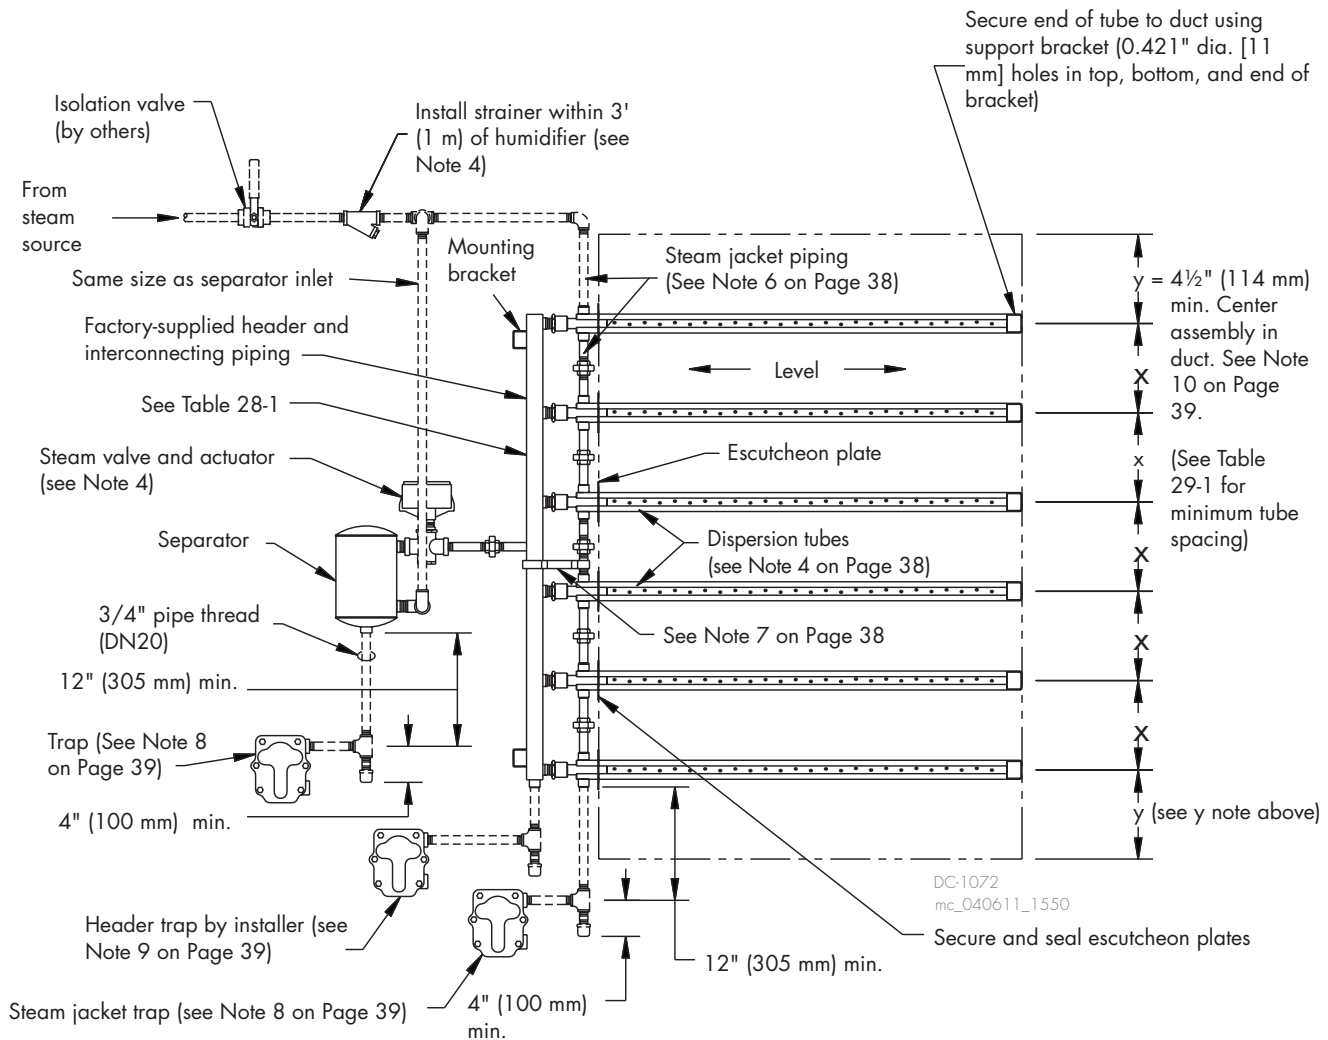 Secure end of tube to duct using
support bracket (0.421" dia. [11
mm] holes in top, bottom, and end of
bracket)
Isolation valve
(by others)
Install strainer within 3'
(1 m) of humidifier (see
Note 4)
From
steam
source
Mounting
bracket
Steam jacket piping
(See Note 6 on Page 38)
Same size as separator inlet
y = 4½" (114 mm)
min. Center
assembly in
duct. See Note
10 on Page
39.
Factory-supplied header and
interconnecting piping
Level
x
See Table 28-1
Steam valve and actuator
(see Note 4)
Escutcheon plate
x
(See Table
29-1 for
minimum tube
spacing)
Separator
Dispersion tubes
(see Note 4 on Page 38)
x
3/4" pipe thread
(DN20)
See Note 7 on Page 38
x
12" (305 mm) min.
Trap (See Note 8
on Page 39)
x
4" (100 mm) min.
y (see y note above)
DC-1072
mc_040611_1550
Header trap by installer (see
Note 9 on Page 39)
Secure and seal escutcheon plates
12" (305 mm) min.
Steam jacket trap (see Note 8 on Page 39)
4" (100 mm)
min.